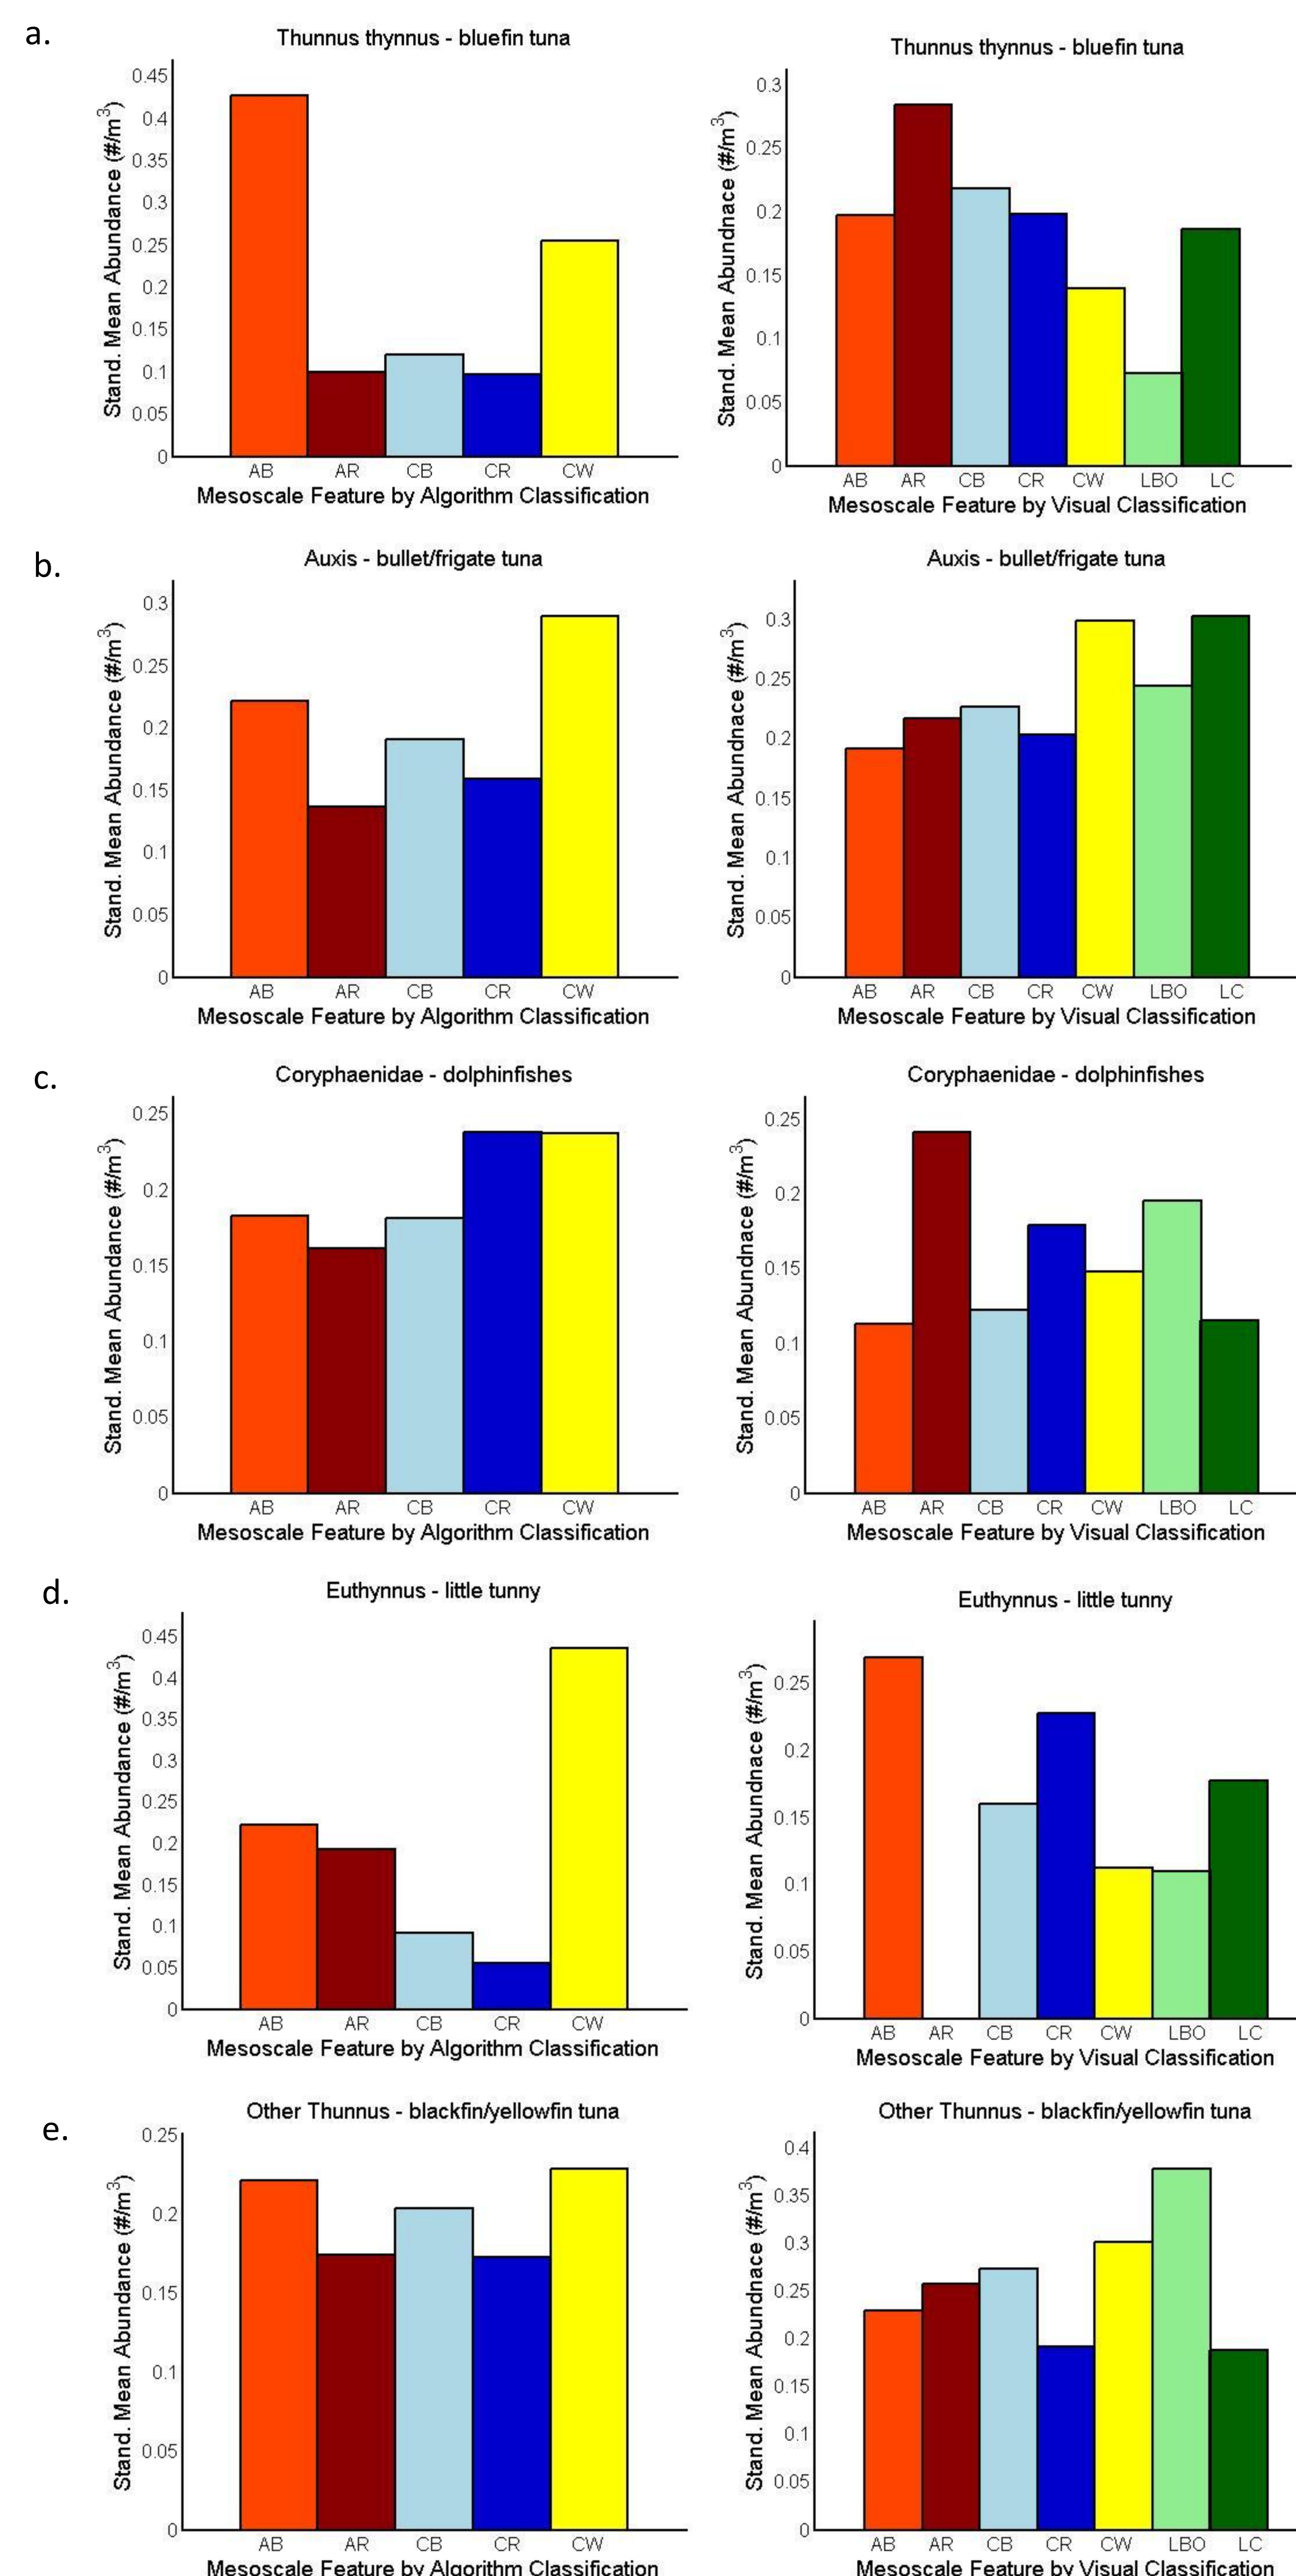 a.
Thunnus thynnus - bluefin tuna
Stand. Mean Abundance (#/m³)
0.45
0.4
0.35
0.3
0.25
0.2
0.15
0.1
0.05
0
AB AR CB CR CW
Mesoscale Feature by Algorithm Classification
Thunnus thynnus - bluefin tuna
Stand. Mean Abundnace (#/m³)
0.3
0.25
0.2
0.15
0.1
0.05
0
AB AR CB CR CW LBO LC
Mesoscale Feature by Visual Classification
b.
Auxis - bullet/frigate tuna
Stand. Mean Abundance (#/m³)
0.3
0.25
0.2
0.15
0.1
0.05
0
AB AR CB CR CW
Mesoscale Feature by Algorithm Classification
Auxis - bullet/frigate tuna
Stand. Mean Abundnace (#/m³)
0.3
0.25
0.2
0.15
0.1
0.05
0
AB AR CB CR CW LBO LC
Mesoscale Feature by Visual Classification
c.
Coryphaenidae - dolphinfishes
Stand. Mean Abundance (#/m³)
0.25
0.2
0.15
0.1
0.05
0
AB AR CB CR CW
Mesoscale Feature by Algorithm Classification
Coryphaenidae - dolphinfishes
Stand. Mean Abundnace (#/m³)
0.25
0.2
0.15
0.1
0.05
0
AB AR CB CR CW LBO LC
Mesoscale Feature by Visual Classification
d.
Euthynnus - little tunny
Stand. Mean Abundance (#/m³)
0.45
0.4
0.35
0.3
0.25
0.2
0.15
0.1
0.05
0
AB AR CB CR CW
Mesoscale Feature by Algorithm Classification
Euthynnus - little tunny
Stand. Mean Abundnace (#/m³)
0.25
0.2
0.15
0.1
0.05
0
AB AR CB CR CW LBO LC
Mesoscale Feature by Visual Classification
e.
Other Thunnus - blackfin/yellowfin tuna
Stand. Mean Abundance (#/m³)
0.25
0.2
0.15
0.1
0.05
0
AB AR CB CR CW
Mesoscale Feature by Algorithm Classification
Other Thunnus - blackfin/yellowfin tuna
Stand. Mean Abundnace (#/m³)
0.4
0.35
0.3
0.25
0.2
0.15
0.1
0.05
0
AB AR CB CR CW LBO LC
Mesoscale Feature by Visual Classification